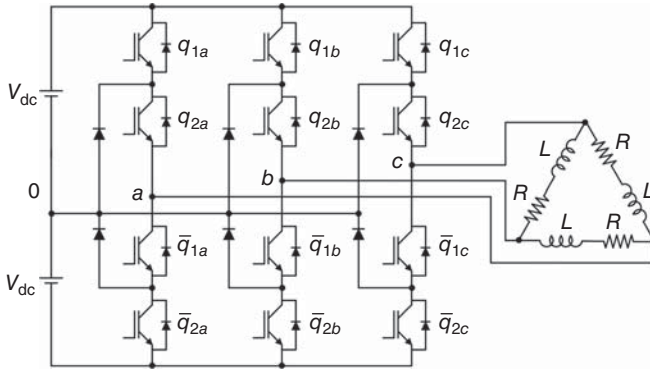 q1a q1b q1c
Vdc
q2a q2b q2c
L R
c
b
0 a
R L
L R
q̅1a q̅1b q̅1c
Vdc
q̅2a q̅2b q̅2c